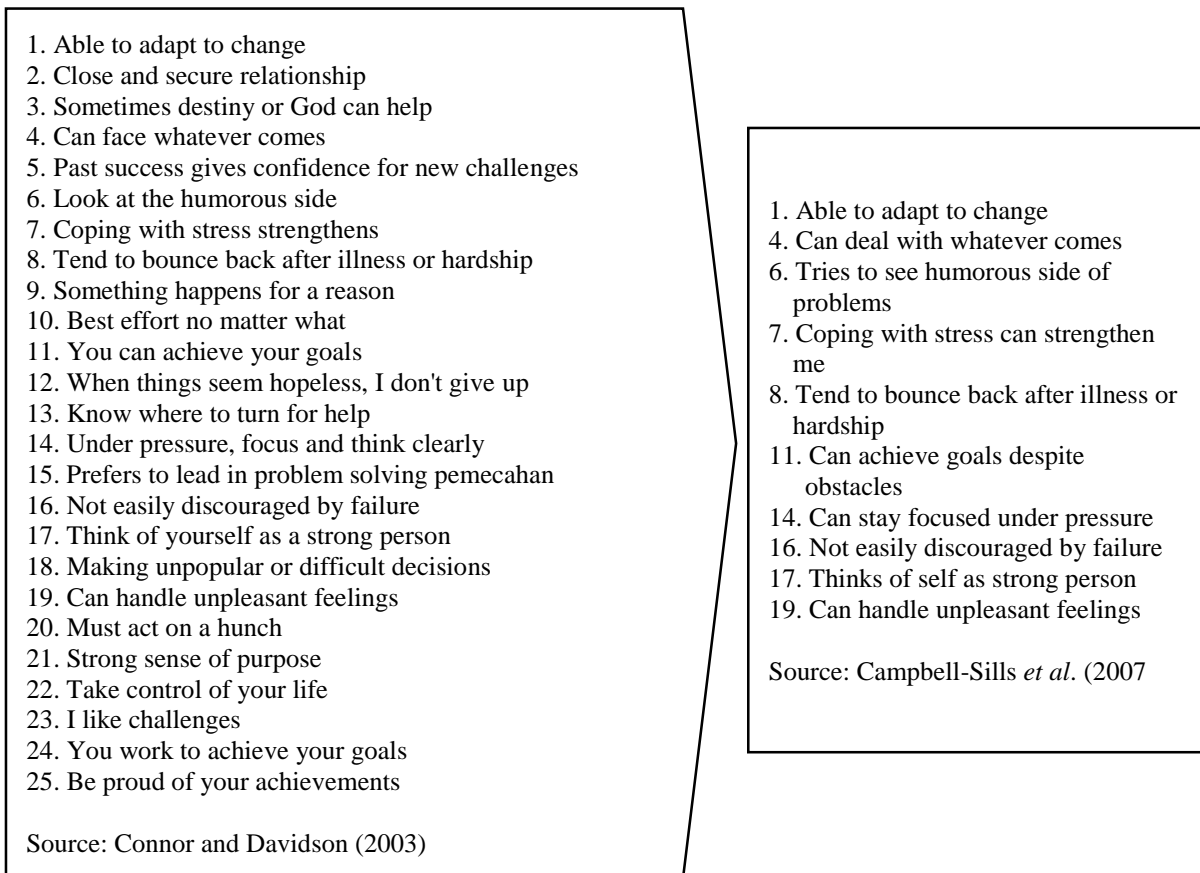 1. Able to adapt to change
2. Close and secure relationship
3. Sometimes destiny or God can help
4. Can face whatever comes
5. Past success gives confidence for new challenges
6. Look at the humorous side
7. Coping with stress strengthens
8. Tend to bounce back after illness or hardship
9. Something happens for a reason
10. Best effort no matter what
11. You can achieve your goals
12. When things seem hopeless, I don't give up
13. Know where to turn for help
14. Under pressure, focus and think clearly
15. Prefers to lead in problem solving pemecahan
16. Not easily discouraged by failure
17. Think of yourself as a strong person
18. Making unpopular or difficult decisions
19. Can handle unpleasant feelings
20. Must act on a hunch
21. Strong sense of purpose
22. Take control of your life
23. I like challenges
24. You work to achieve your goals
25. Be proud of your achievements
Source: Connor and Davidson (2003)
1. Able to adapt to change
4. Can deal with whatever comes
6. Tries to see humorous side of
problems
7. Coping with stress can strengthen
me
8. Tend to bounce back after illness or
hardship
11. Can achieve goals despite
obstacles
14. Can stay focused under pressure
16. Not easily discouraged by failure
17. Thinks of self as strong person
19. Can handle unpleasant feelings
Source: Campbell-Sills et al. (2007